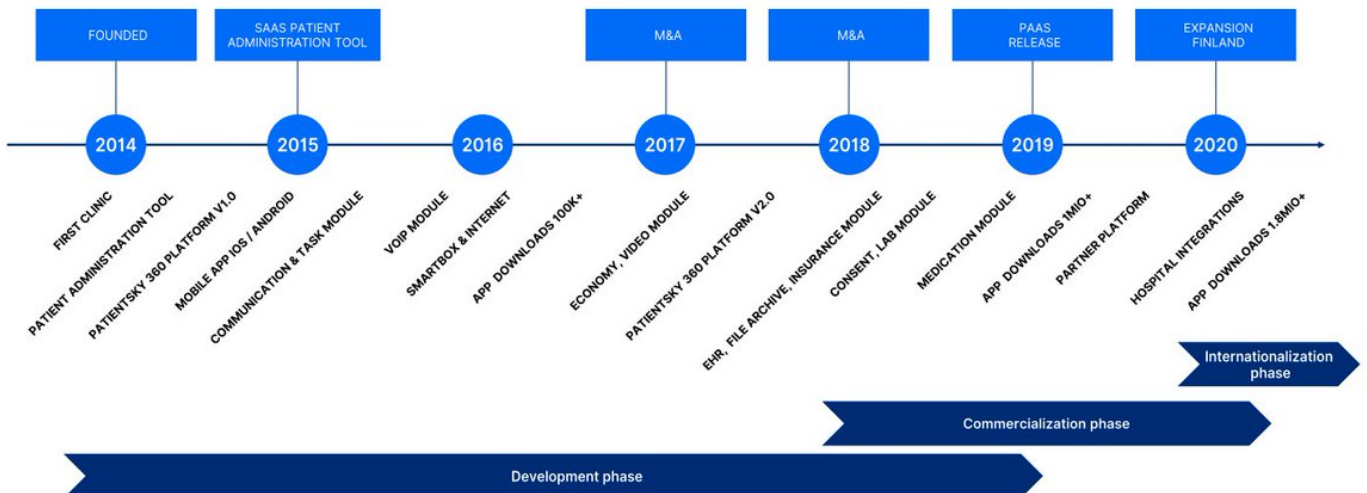 FOUNDED
SAAS PATIENT
ADMINISTRATION TOOL
M&A
M&A
PAAS
RELEASE
EXPANSION
FINLAND
2014
2015
2016
2017
2018
2019
2020
FIRST CLINIC
PATIENT ADMINISTRATION TOOL
PATIENTSKY 360 PLATFORM V1.0
MOBILE APP IOS / ANDROID
COMMUNICATION & TASK MODULE
VOIP MODULE
SMARTBOX & INTERNET
APP DOWNLOADS 100K+
ECONOMY, VIDEO MODULE
PATIENTSKY 360 PLATFORM V2.0
EHR, FILE ARCHIVE, INSURANCE MODULE
CONSENT, LAB MODULE
MEDICATION MODULE
APP DOWNLOADS 1MIO+
PARTNER PLATFORM
HOSPITAL INTEGRATIONS
APP DOWNLOADS 1.8MIO+
Internationalization
phase
Commercialization phase
Development phase